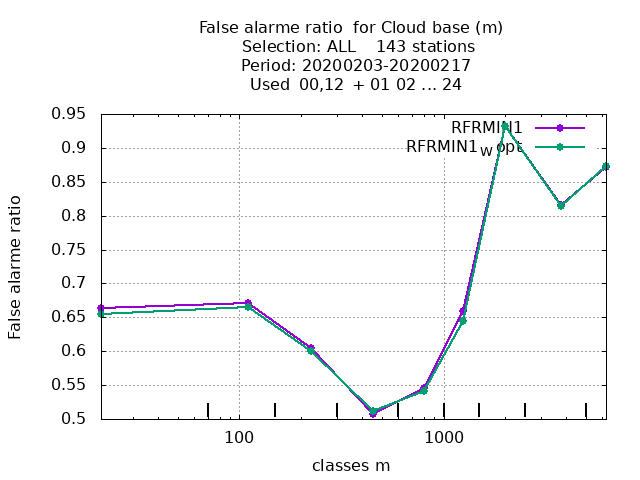 False alarme ratio  for Cloud base (m)
Selection: ALL    143 stations
Period: 20200203-20200217
Used  00,12  + 01 02 ... 24
0.95
0.9
0.85
0.8
0.75
0.7
0.65
0.6
0.55
0.5
False alarme ratio
RFRMIN1
RFRMIN1Wopt
100
1000
classes m